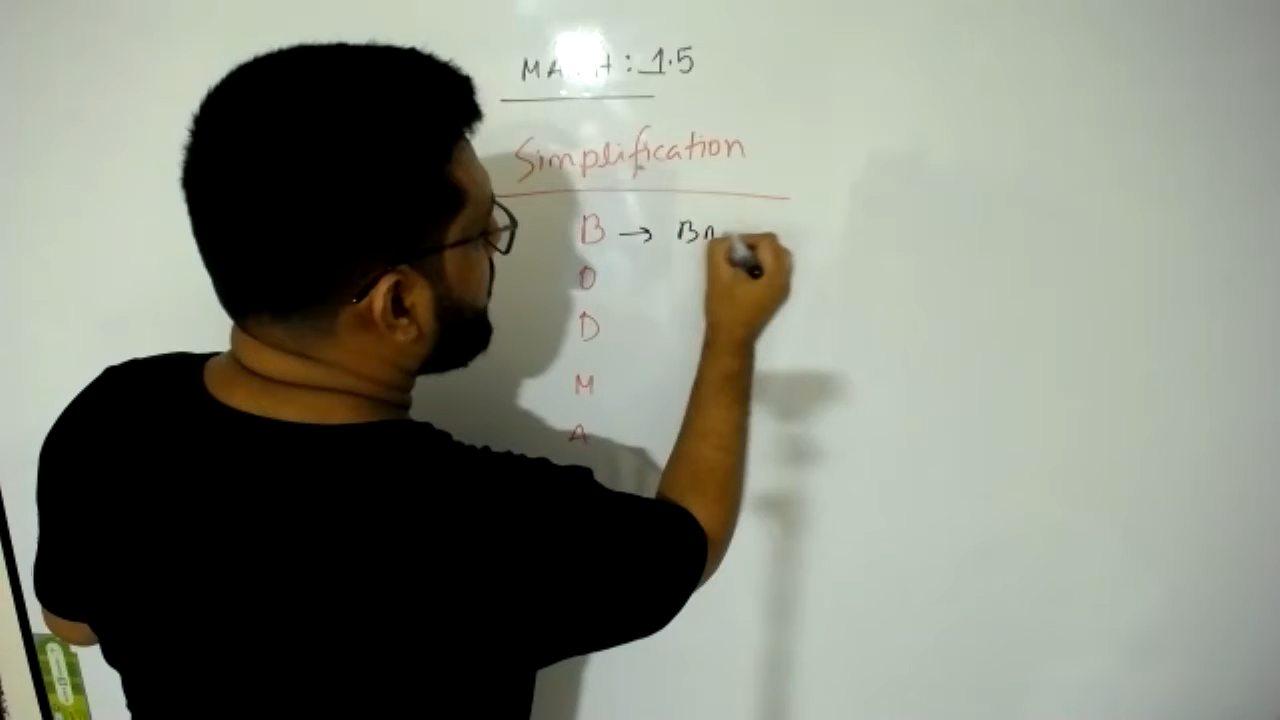 MATH : 1.5
Simplification
B → Br
O
D
M
A